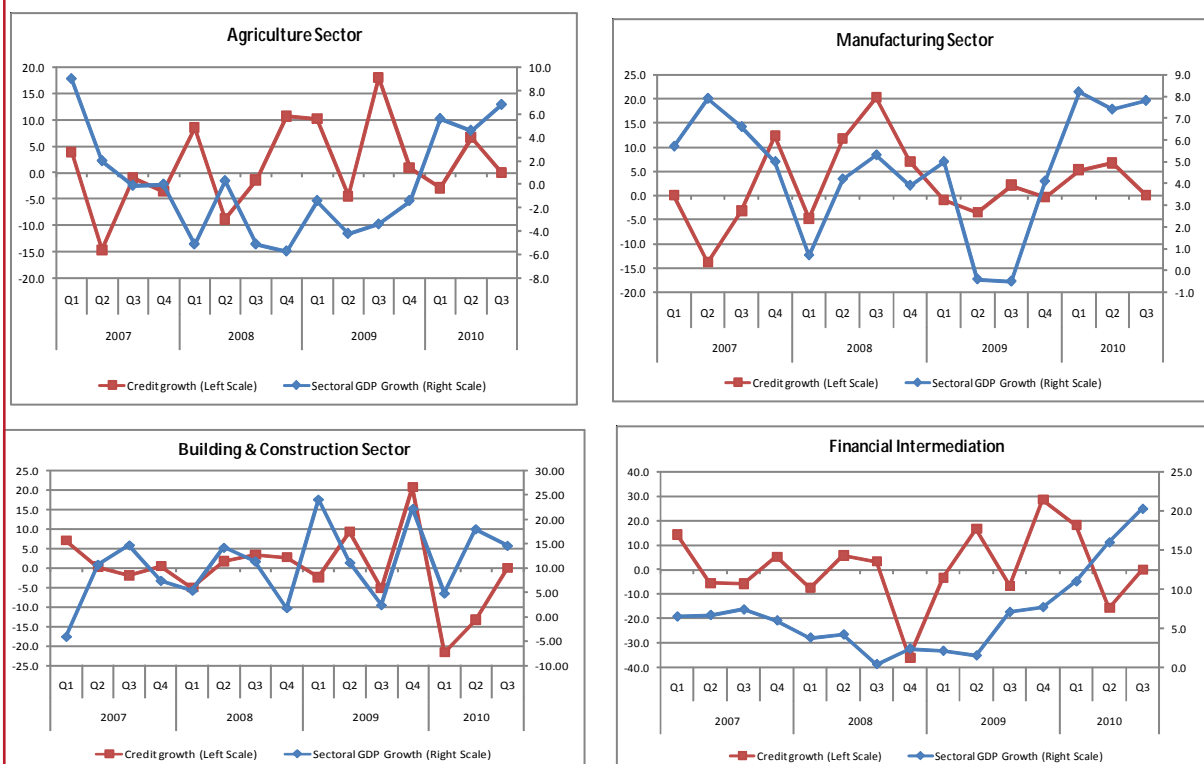 Agriculture Sector
20.0 10.0
15.0 8.0
10.0 6.0
5.0 4.0
0.0 2.0
-5.0 0.0
-10.0 -2.0
-15.0 -4.0
-20.0 -6.0
-8.0
Q1 Q2 Q3 Q4 Q1 Q2 Q3 Q4 Q1 Q2 Q3 Q4 Q1 Q2 Q3
2007 2008 2009 2010
Credit growth (Left Scale) Sectoral GDP Growth (Right Scale)
Manufacturing Sector
25.0 9.0
20.0 8.0
15.0 7.0
10.0 6.0
5.0 5.0
0.0 4.0
-5.0 3.0
-10.0 2.0
-15.0 1.0
-20.0 0.0
-1.0
Q1 Q2 Q3 Q4 Q1 Q2 Q3 Q4 Q1 Q2 Q3 Q4 Q1 Q2 Q3
2007 2008 2009 2010
Credit growth (Left Scale) Sectoral GDP Growth (Right Scale)
Building & Construction Sector
25.0 30.00
20.0 25.00
15.0 20.00
10.0 15.00
5.0 10.00
0.0 5.00
-5.0 0.00
-10.0 -5.00
-15.0 -10.00
-20.0
-25.0
Q1 Q2 Q3 Q4 Q1 Q2 Q3 Q4 Q1 Q2 Q3 Q4 Q1 Q2 Q3
2007 2008 2009 2010
Credit growth (Left Scale) Sectoral GDP Growth (Right Scale)
Financial Intermediation
40.0 25.0
30.0 20.0
20.0 15.0
10.0 10.0
0.0 5.0
-10.0 0.0
-20.0
-30.0
-40.0
Q1 Q2 Q3 Q4 Q1 Q2 Q3 Q4 Q1 Q2 Q3 Q4 Q1 Q2 Q3
2007 2008 2009 2010
Credit growth (Left Scale) Sectoral GDP Growth (Right Scale)